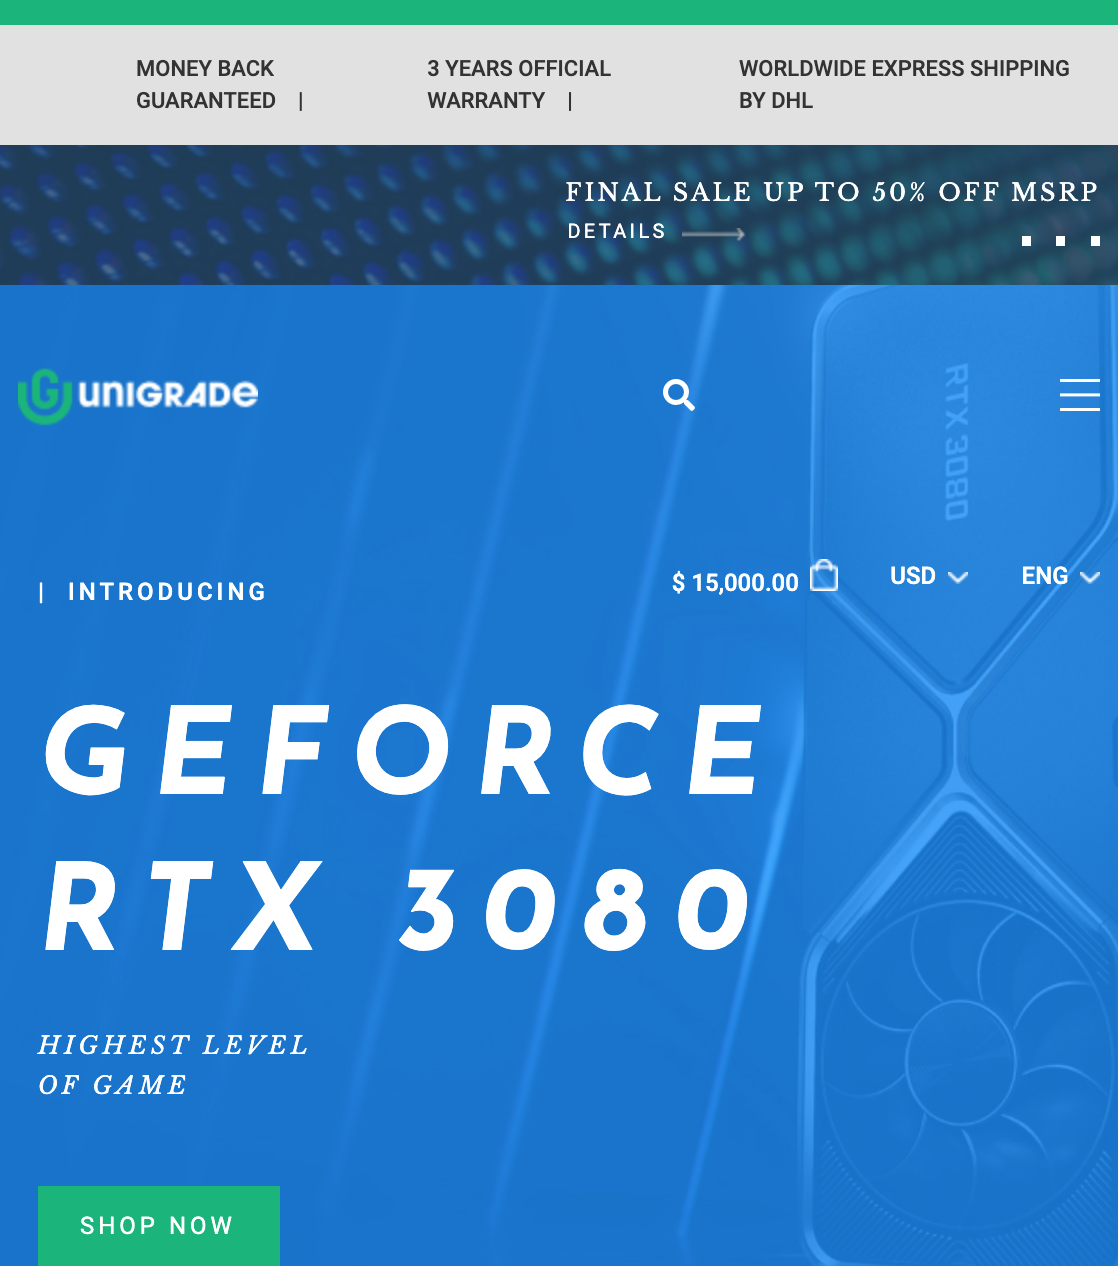 MONEY BACK
GUARANTEED |
3 YEARS OFFICIAL
WARRANTY |
WORLDWIDE EXPRESS SHIPPING
BY DHL
FINAL SALE UP TO 50% OFF MSRP
DETAILS
UNIGRADE
RTX 3080
| INTRODUCING
$ 15,000.00
USD
ENG
GEFORCE
RTX 3080
HIGHEST LEVEL
OF GAME
SHOP NOW